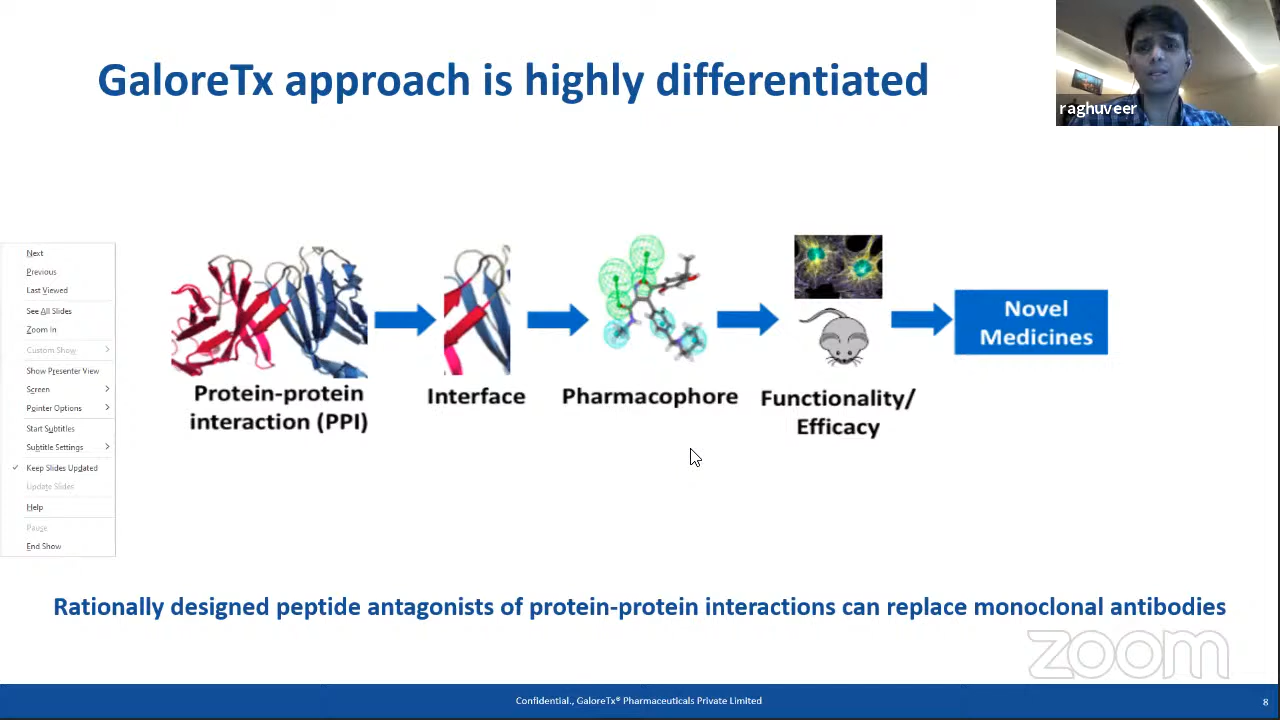 GaloreTx approach is highly differentiated
raghuveer
Next
Previous
Last Viewed
See All Slides
Zoom In
Custom Show
Show Presenter View
Screen
Pointer Options
Start Subtitles
Subtitle Settings
Keep Slides Updated
Update Slides
Help
Pause
End Show
Protein-protein
interaction (PPI)
Interface
Pharmacophore
Functionality/
Efficacy
Novel
Medicines
Rationally designed peptide antagonists of protein-protein interactions can replace monoclonal antibodies
zoom
Confidential., GaloreTx® Pharmaceuticals Private Limited
8